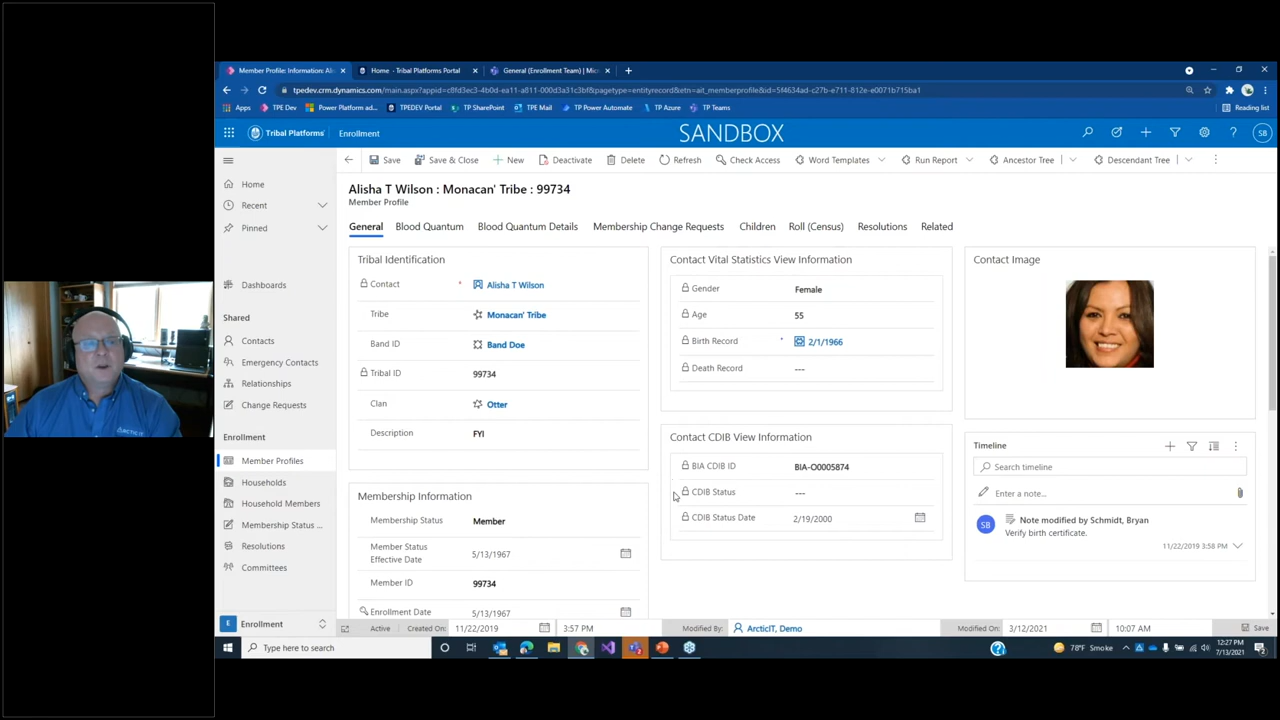 Member Profile: Information: Ali
Home - Tribal Platforms Portal
General (Enrollment Team) | Mic
tpedev.crm.dynamics.com/main.aspx?appid=c8fd3ec3-4b0d-ea11-a811-000d3a31c3bf&pagetype=entityrecord&etn=ait_memberprofile&id=5f4634ad-c27b-e711-812e-e0071b715ba1
Apps
TPE Dev
Power Platform ad...
TPEDEV Portal
TP SharePoint
TPE Mail
TP Power Automate
TP Azure
TP Teams
Reading list
Tribal Platforms
Enrollment
SANDBOX
SB
Save
Save & Close
New
Deactivate
Delete
Refresh
Check Access
Word Templates
Run Report
Ancestor Tree
Descendant Tree
Home
Recent
Pinned
Dashboards
Shared
Contacts
Emergency Contacts
Relationships
Change Requests
Enrollment
Member Profiles
Households
Household Members
Membership Status ...
Resolutions
Committees
Enrollment
Alisha T Wilson : Monacan' Tribe : 99734
Member Profile
General
Blood Quantum
Blood Quantum Details
Membership Change Requests
Children
Roll (Census)
Resolutions
Related
Tribal Identification
Contact * Alisha T Wilson
Tribe Monacan' Tribe
Band ID Band Doe
Tribal ID 99734
Clan Otter
Description FYI
Membership Information
Membership Status Member
Member Status
Effective Date 5/13/1967
Member ID 99734
Enrollment Date 5/13/1967
Contact Vital Statistics View Information
Gender Female
Age 55
Birth Record * 2/1/1966
Death Record ---
Contact CDIB View Information
BIA CDIB ID BIA-O0005874
CDIB Status ---
CDIB Status Date 2/19/2000
Contact Image
Timeline
Search timeline
Enter a note...
SB
Note modified by Schmidt, Bryan
Verify birth certificate.
11/22/2019 3:58 PM
Active
Created On: 11/22/2019 3:57 PM
Modified By: ArcticIT, Demo
Modified On: 3/12/2021 10:07 AM
Save
Type here to search
78°F Smoke
12:27 PM
7/13/2021
ARCTIC IT